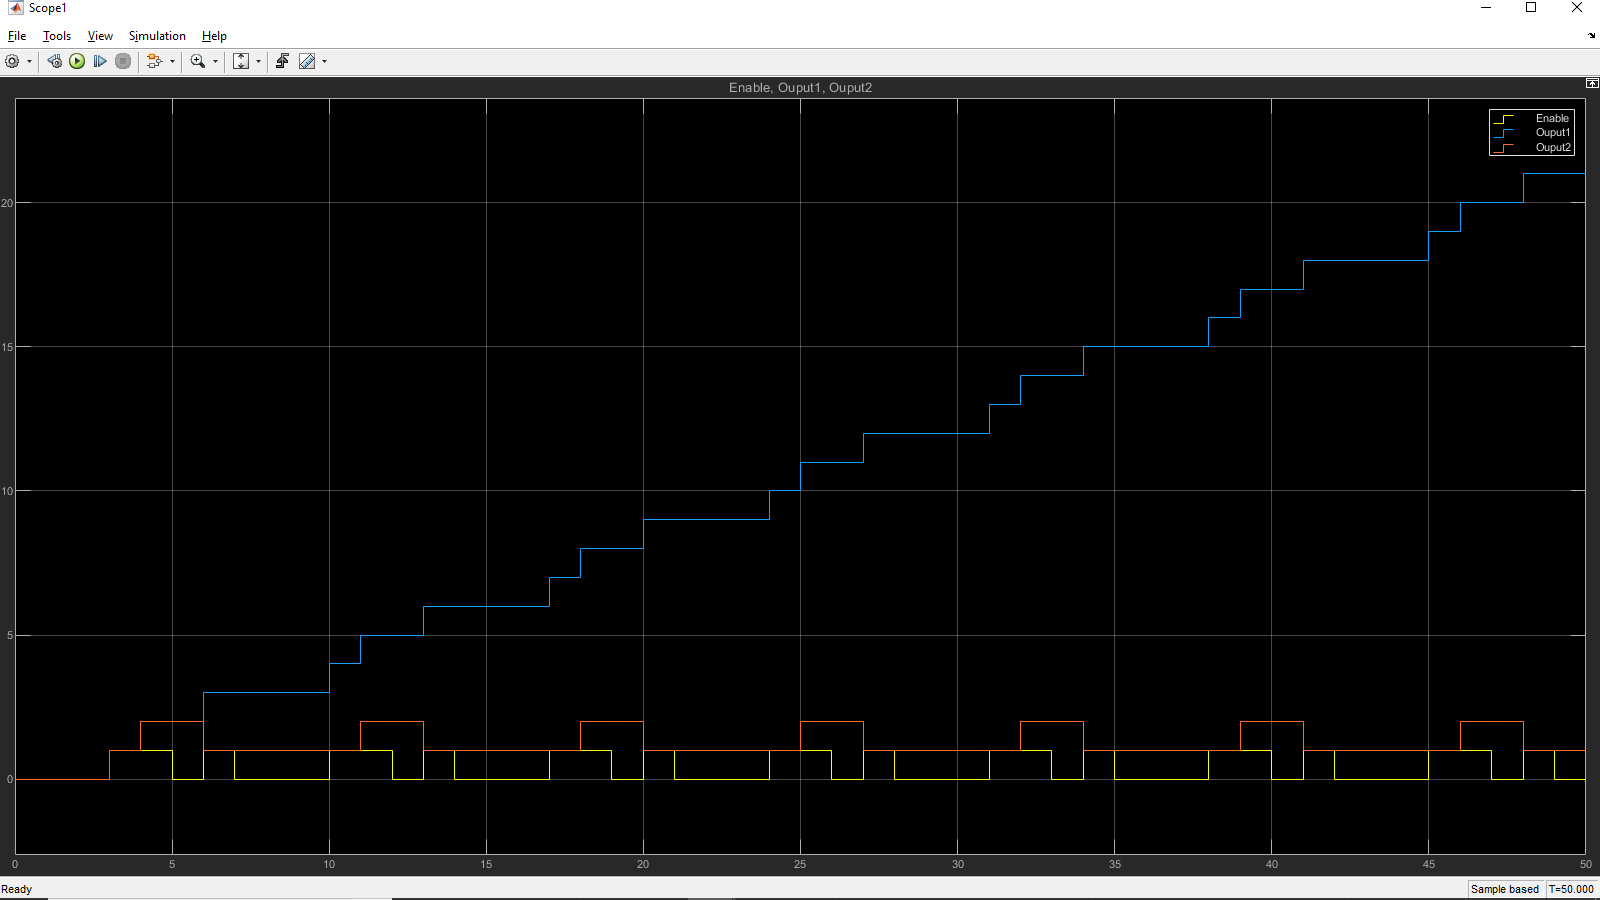 Scope1
File Tools View Simulation Help
Enable, Ouput1, Ouput2
Enable
Ouput1
Ouput2
20
15
10
5
0
0 5 10 15 20 25 30 35 40 45 50
Ready
Sample based T=50.000